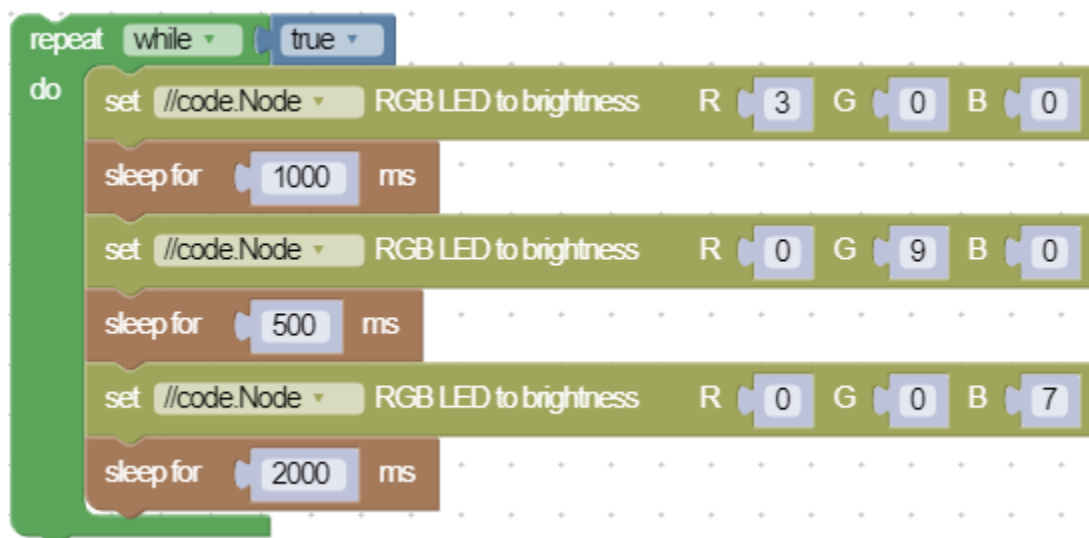 repeat while true
do
set //code.Node RGB LED to brightness R 3 G 0 B 0
sleep for 1000 ms
set //code.Node RGB LED to brightness R 0 G 9 B 0
sleep for 500 ms
set //code.Node RGB LED to brightness R 0 G 0 B 7
sleep for 2000 ms